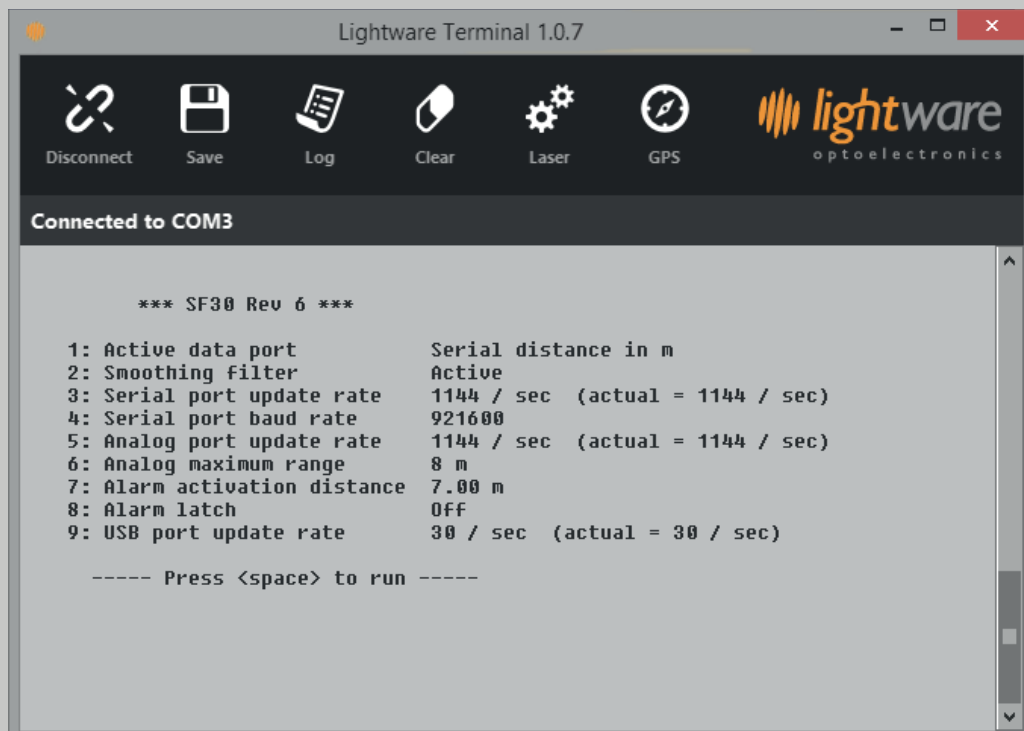 Lightware Terminal 1.0.7
Disconnect Save Log Clear Laser GPS
lightware
optoelectronics
Connected to COM3
*** SF30 Rev 6 ***
1: Active data port Serial distance in m
2: Smoothing filter Active
3: Serial port update rate 1144 / sec (actual = 1144 / sec)
4: Serial port baud rate 921600
5: Analog port update rate 1144 / sec (actual = 1144 / sec)
6: Analog maximum range 8 m
7: Alarm activation distance 7.00 m
8: Alarm latch Off
9: USB port update rate 30 / sec (actual = 30 / sec)
----- Press <space> to run -----